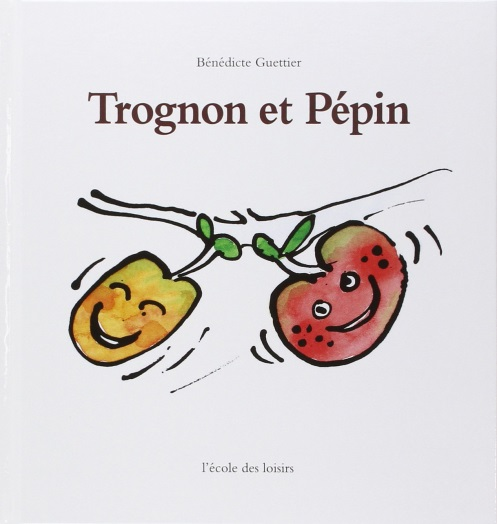 Bénédicte Guettier
Trognon et Pépin
l'école des loisirs